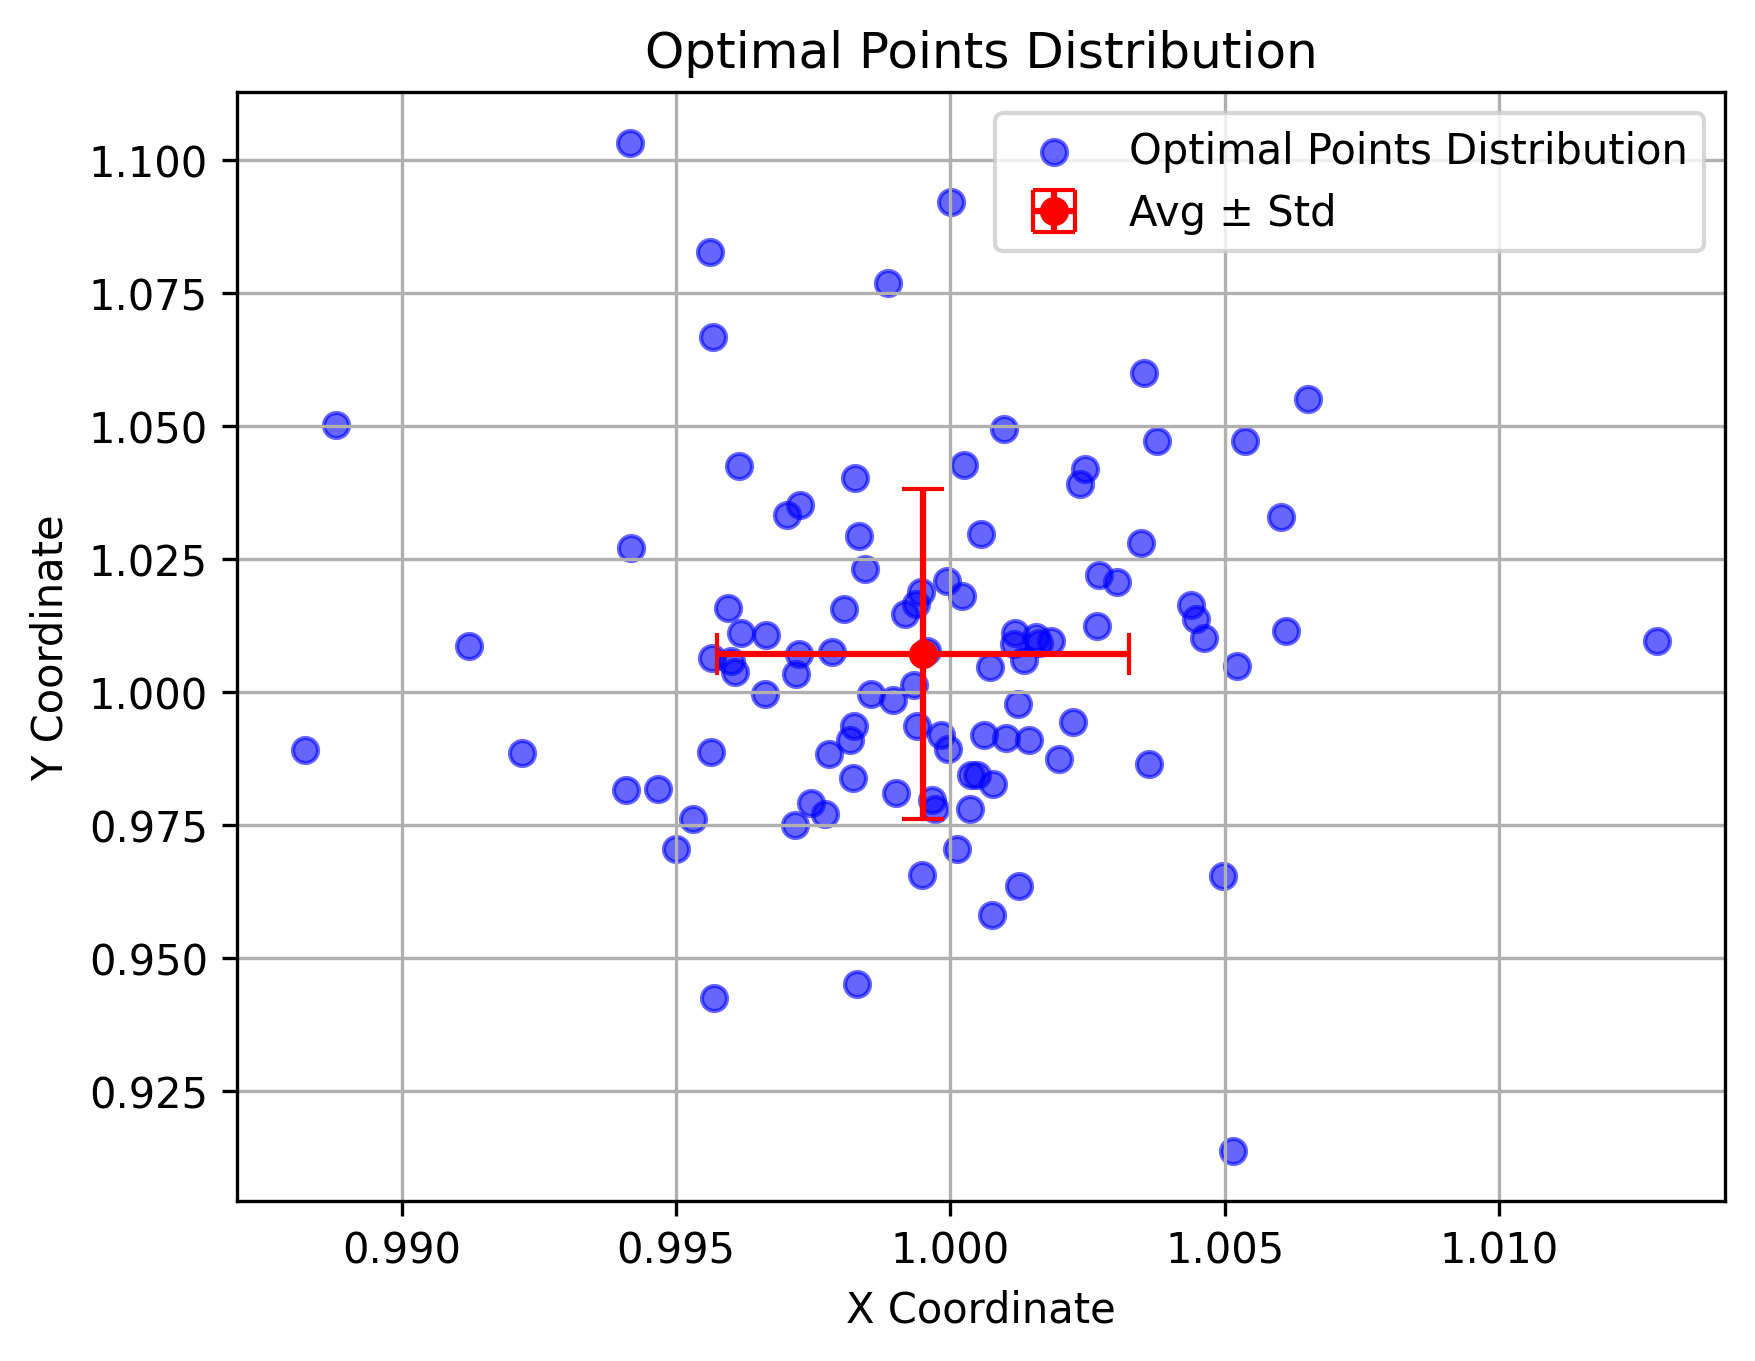 Optimal Points Distribution
Optimal Points Distribution
Avg ± Std
1.100
1.075
1.050
1.025
1.000
0.975
0.950
0.925
Y Coordinate
0.990
0.995
1.000
1.005
1.010
X Coordinate